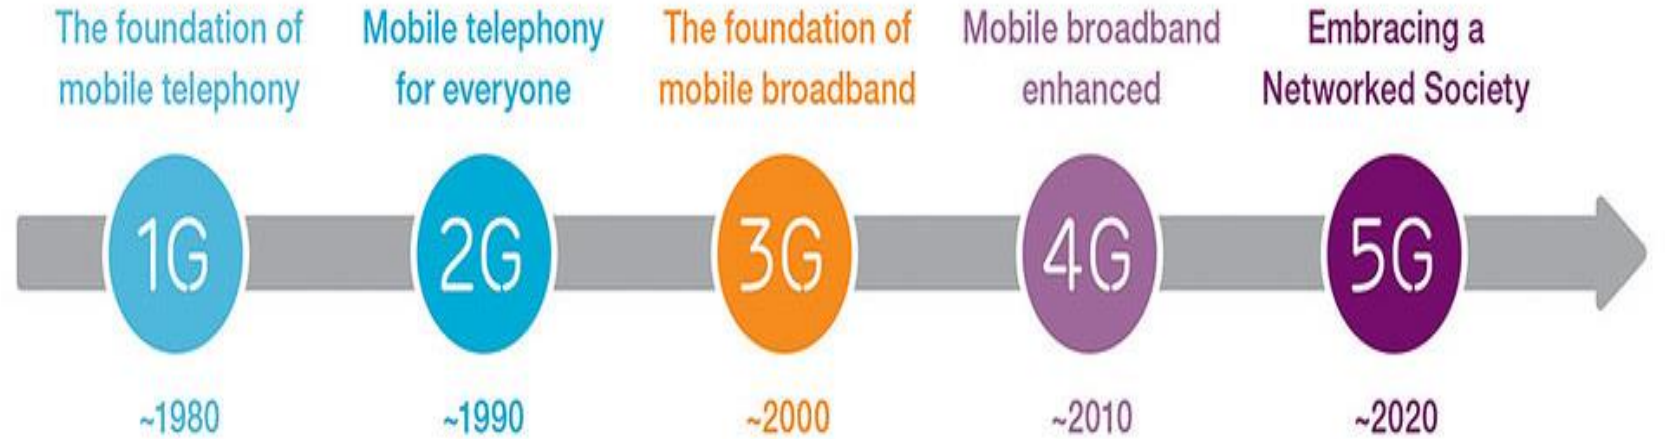 The foundation of
mobile telephony
Mobile telephony
for everyone
The foundation of
mobile broadband
Mobile broadband
enhanced
Embracing a
Networked Society
1G
2G
3G
4G
5G
~1980
~1990
~2000
~2010
~2020